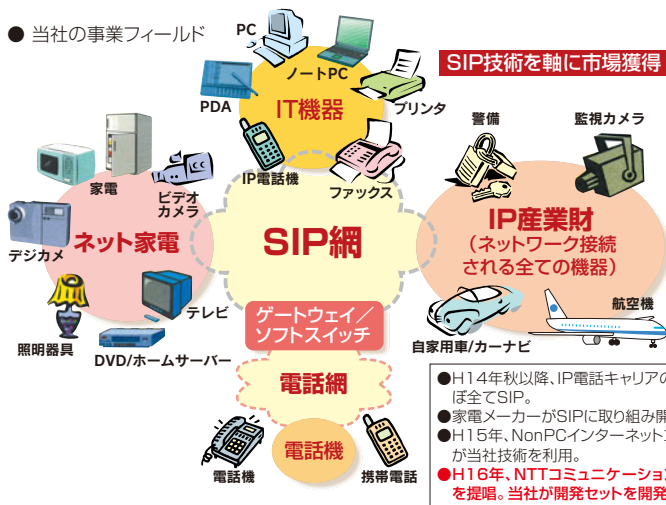 ● 当社の事業フィールド
SIP技術を軸に市場獲得
PC
ノートPC
PDA
IT機器
プリンタ
IP電話機
ファックス
警備
監視カメラ
家電
ビデオ
カメラ
デジカメ
ネット家電
SIP網
IP産業財
(ネットワーク接続
される全ての機器)
テレビ
照明器具
DVD/ホームサーバー
ゲートウェイ/
ソフトスイッチ
航空機
自家用車/カーナビ
電話網
電話機
電話機
携帯電話
●H14年秋以降、IP電話キャリアの
ぼ全てSIP。
●家電メーカーがSIPに取り組み開
●H15年、NonPCインターネット
が当社技術を利用。
●H16年、NTTコミュニケーション
を提唱。当社が開発セットを開発